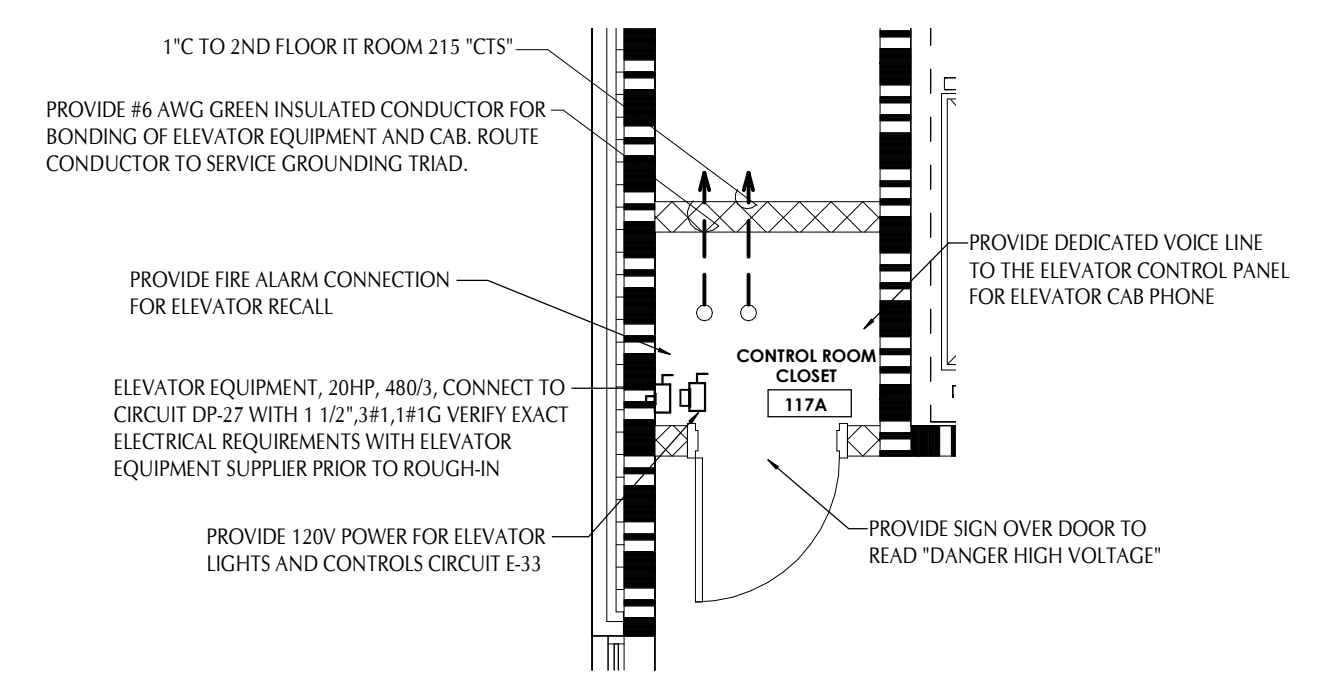 1"C TO 2ND FLOOR IT ROOM 215 "CTS"
PROVIDE #6 AWG GREEN INSULATED CONDUCTOR FOR
BONDING OF ELEVATOR EQUIPMENT AND CAB. ROUTE
CONDUCTOR TO SERVICE GROUNDING TRIAD.
PROVIDE DEDICATED VOICE LINE
TO THE ELEVATOR CONTROL PANEL
FOR ELEVATOR CAB PHONE
PROVIDE FIRE ALARM CONNECTION
FOR ELEVATOR RECALL
CONTROL ROOM
CLOSET
117A
ELEVATOR EQUIPMENT, 20HP, 480/3, CONNECT TO
CIRCUIT DP-27 WITH 1 1/2",3#1,1#1G VERIFY EXACT
ELECTRICAL REQUIREMENTS WITH ELEVATOR
EQUIPMENT SUPPLIER PRIOR TO ROUGH-IN
PROVIDE 120V POWER FOR ELEVATOR
LIGHTS AND CONTROLS CIRCUIT E-33
PROVIDE SIGN OVER DOOR TO
READ "DANGER HIGH VOLTAGE"